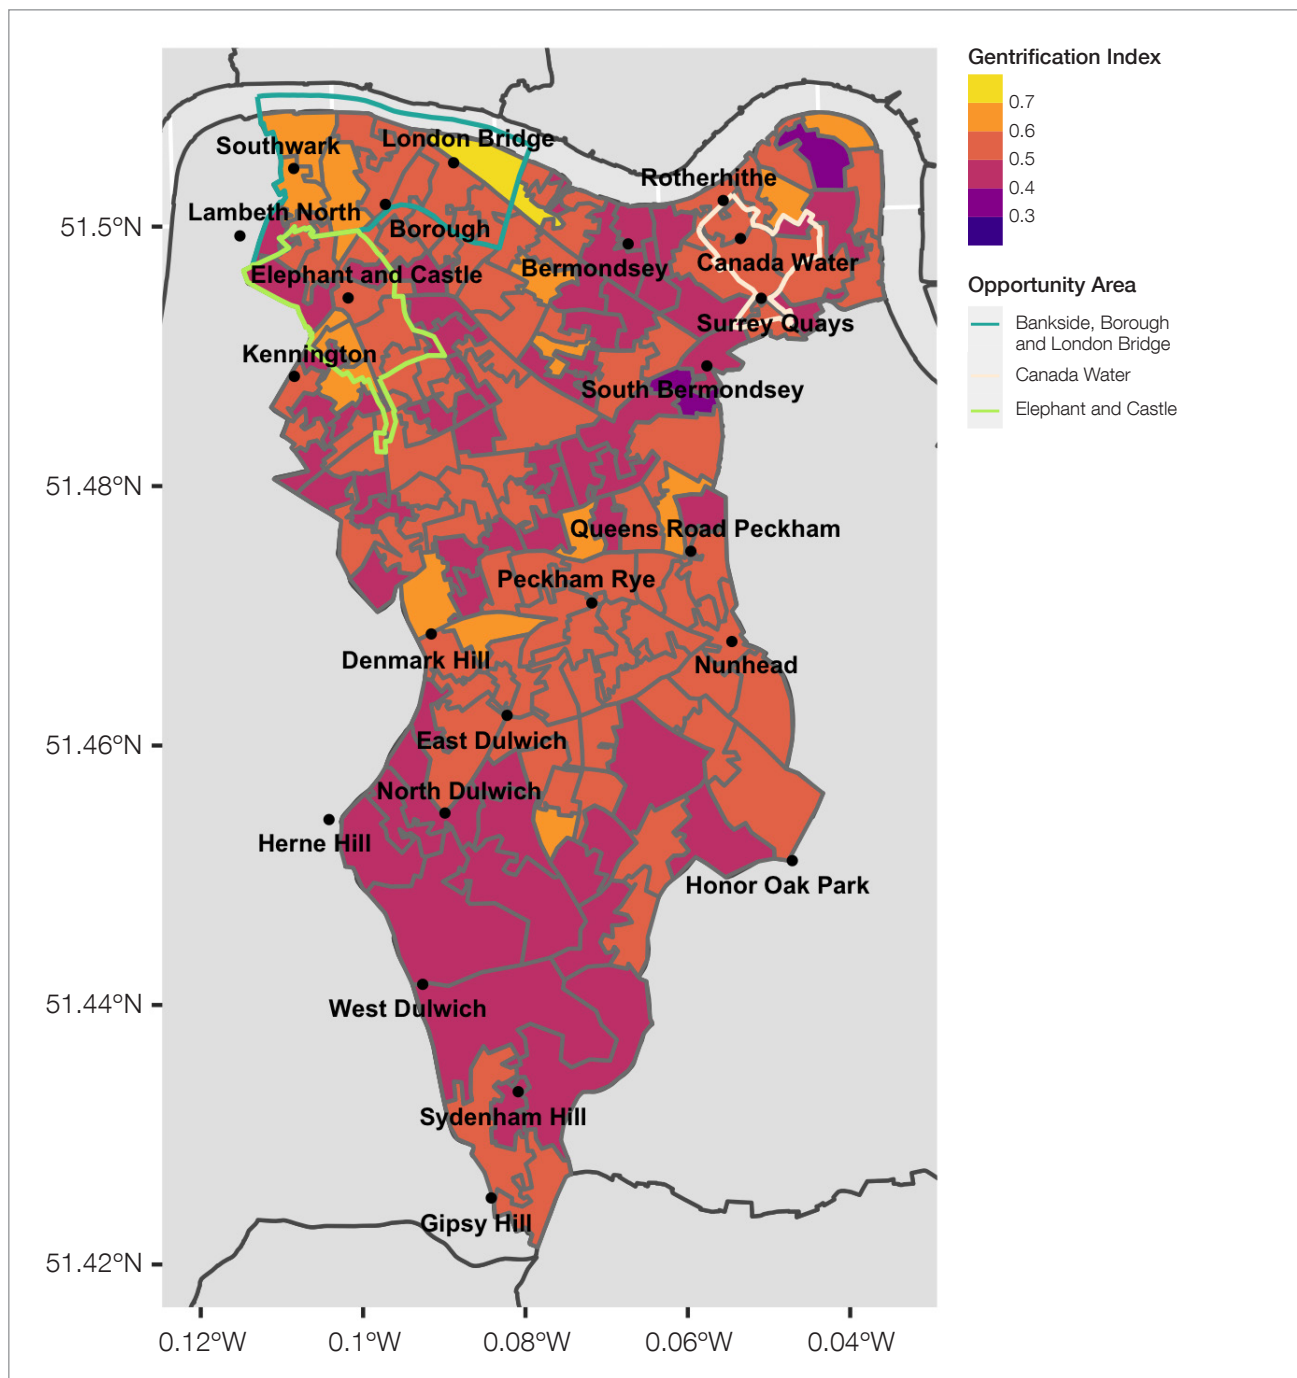 Gentrification Index
0.7
0.6
0.5
0.4
0.3
Opportunity Area
Bankside, Borough
and London Bridge
Canada Water
Elephant and Castle
Southwark
London Bridge
Rotherhithe
Lambeth North
Borough
Bermondsey
Canada Water
Elephant and Castle
Surrey Quays
Kennington
South Bermondsey
Queens Road Peckham
Peckham Rye
Denmark Hill
Nunhead
East Dulwich
North Dulwich
Herne Hill
Honor Oak Park
West Dulwich
Sydenham Hill
Gipsy Hill
51.5°N
51.48°N
51.46°N
51.44°N
51.42°N
0.12°W
0.1°W
0.08°W
0.06°W
0.04°W